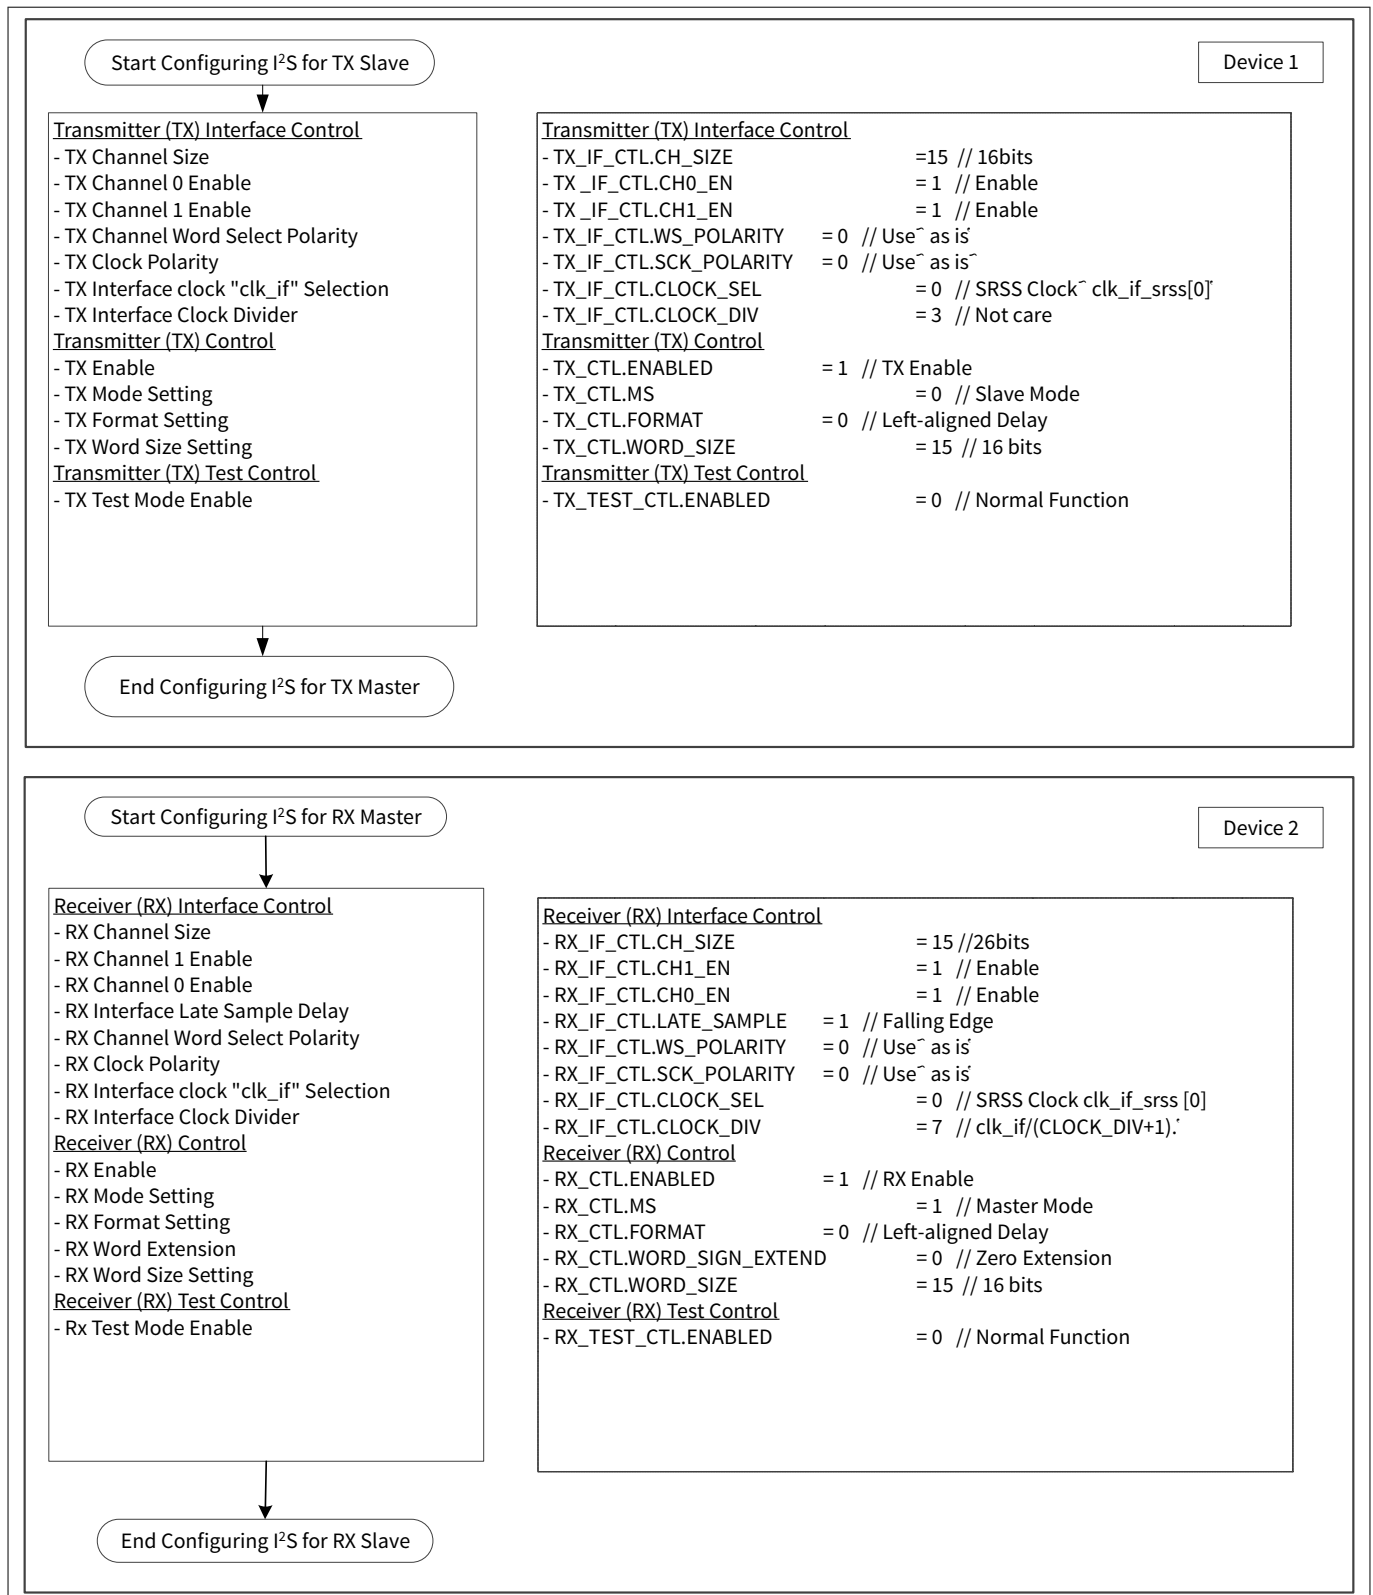 Start Configuring I²S for TX Slave
Device 1
Transmitter (TX) Interface Control
- TX Channel Size
- TX Channel 0 Enable
- TX Channel 1 Enable
- TX Channel Word Select Polarity
- TX Clock Polarity
- TX Interface clock "clk_if" Selection
- TX Interface Clock Divider
Transmitter (TX) Control
- TX Enable
- TX Mode Setting
- TX Format Setting
- TX Word Size Setting
Transmitter (TX) Test Control
- TX Test Mode Enable
Transmitter (TX) Interface Control
- TX_IF_CTL.CH_SIZE =15 // 16bits
- TX _IF_CTL.CH0_EN = 1 // Enable
- TX _IF_CTL.CH1_EN = 1 // Enable
- TX_IF_CTL.WS_POLARITY = 0 // Useˆ as is՛
- TX_IF_CTL.SCK_POLARITY = 0 // Useˆ as isˆ
- TX_IF_CTL.CLOCK_SEL = 0 // SRSS Clockˆ clk_if_srss[0]՛
- TX_IF_CTL.CLOCK_DIV = 3 // Not care
Transmitter (TX) Control
- TX_CTL.ENABLED = 1 // TX Enable
- TX_CTL.MS = 0 // Slave Mode
- TX_CTL.FORMAT = 0 // Left-aligned Delay
- TX_CTL.WORD_SIZE = 15 // 16 bits
Transmitter (TX) Test Control
- TX_TEST_CTL.ENABLED = 0 // Normal Function
End Configuring I²S for TX Master
Start Configuring I²S for RX Master
Device 2
Receiver (RX) Interface Control
- RX Channel Size
- RX Channel 1 Enable
- RX Channel 0 Enable
- RX Interface Late Sample Delay
- RX Channel Word Select Polarity
- RX Clock Polarity
- RX Interface clock "clk_if" Selection
- RX Interface Clock Divider
Receiver (RX) Control
- RX Enable
- RX Mode Setting
- RX Format Setting
- RX Word Extension
- RX Word Size Setting
Receiver (RX) Test Control
- Rx Test Mode Enable
Receiver (RX) Interface Control
- RX_IF_CTL.CH_SIZE = 15 //26bits
- RX_IF_CTL.CH1_EN = 1 // Enable
- RX_IF_CTL.CH0_EN = 1 // Enable
- RX_IF_CTL.LATE_SAMPLE = 1 // Falling Edge
- RX_IF_CTL.WS_POLARITY = 0 // Useˆ as is՛
- RX_IF_CTL.SCK_POLARITY = 0 // Useˆ as is՛
- RX_IF_CTL.CLOCK_SEL = 0 // SRSS Clock clk_if_srss [0]
- RX_IF_CTL.CLOCK_DIV = 7 // clk_if/(CLOCK_DIV+1).՛
Receiver (RX) Control
- RX_CTL.ENABLED = 1 // RX Enable
- RX_CTL.MS = 1 // Master Mode
- RX_CTL.FORMAT = 0 // Left-aligned Delay
- RX_CTL.WORD_SIGN_EXTEND = 0 // Zero Extension
- RX_CTL.WORD_SIZE = 15 // 16 bits
Receiver (RX) Test Control
- RX_TEST_CTL.ENABLED = 0 // Normal Function
End Configuring I²S for RX Slave